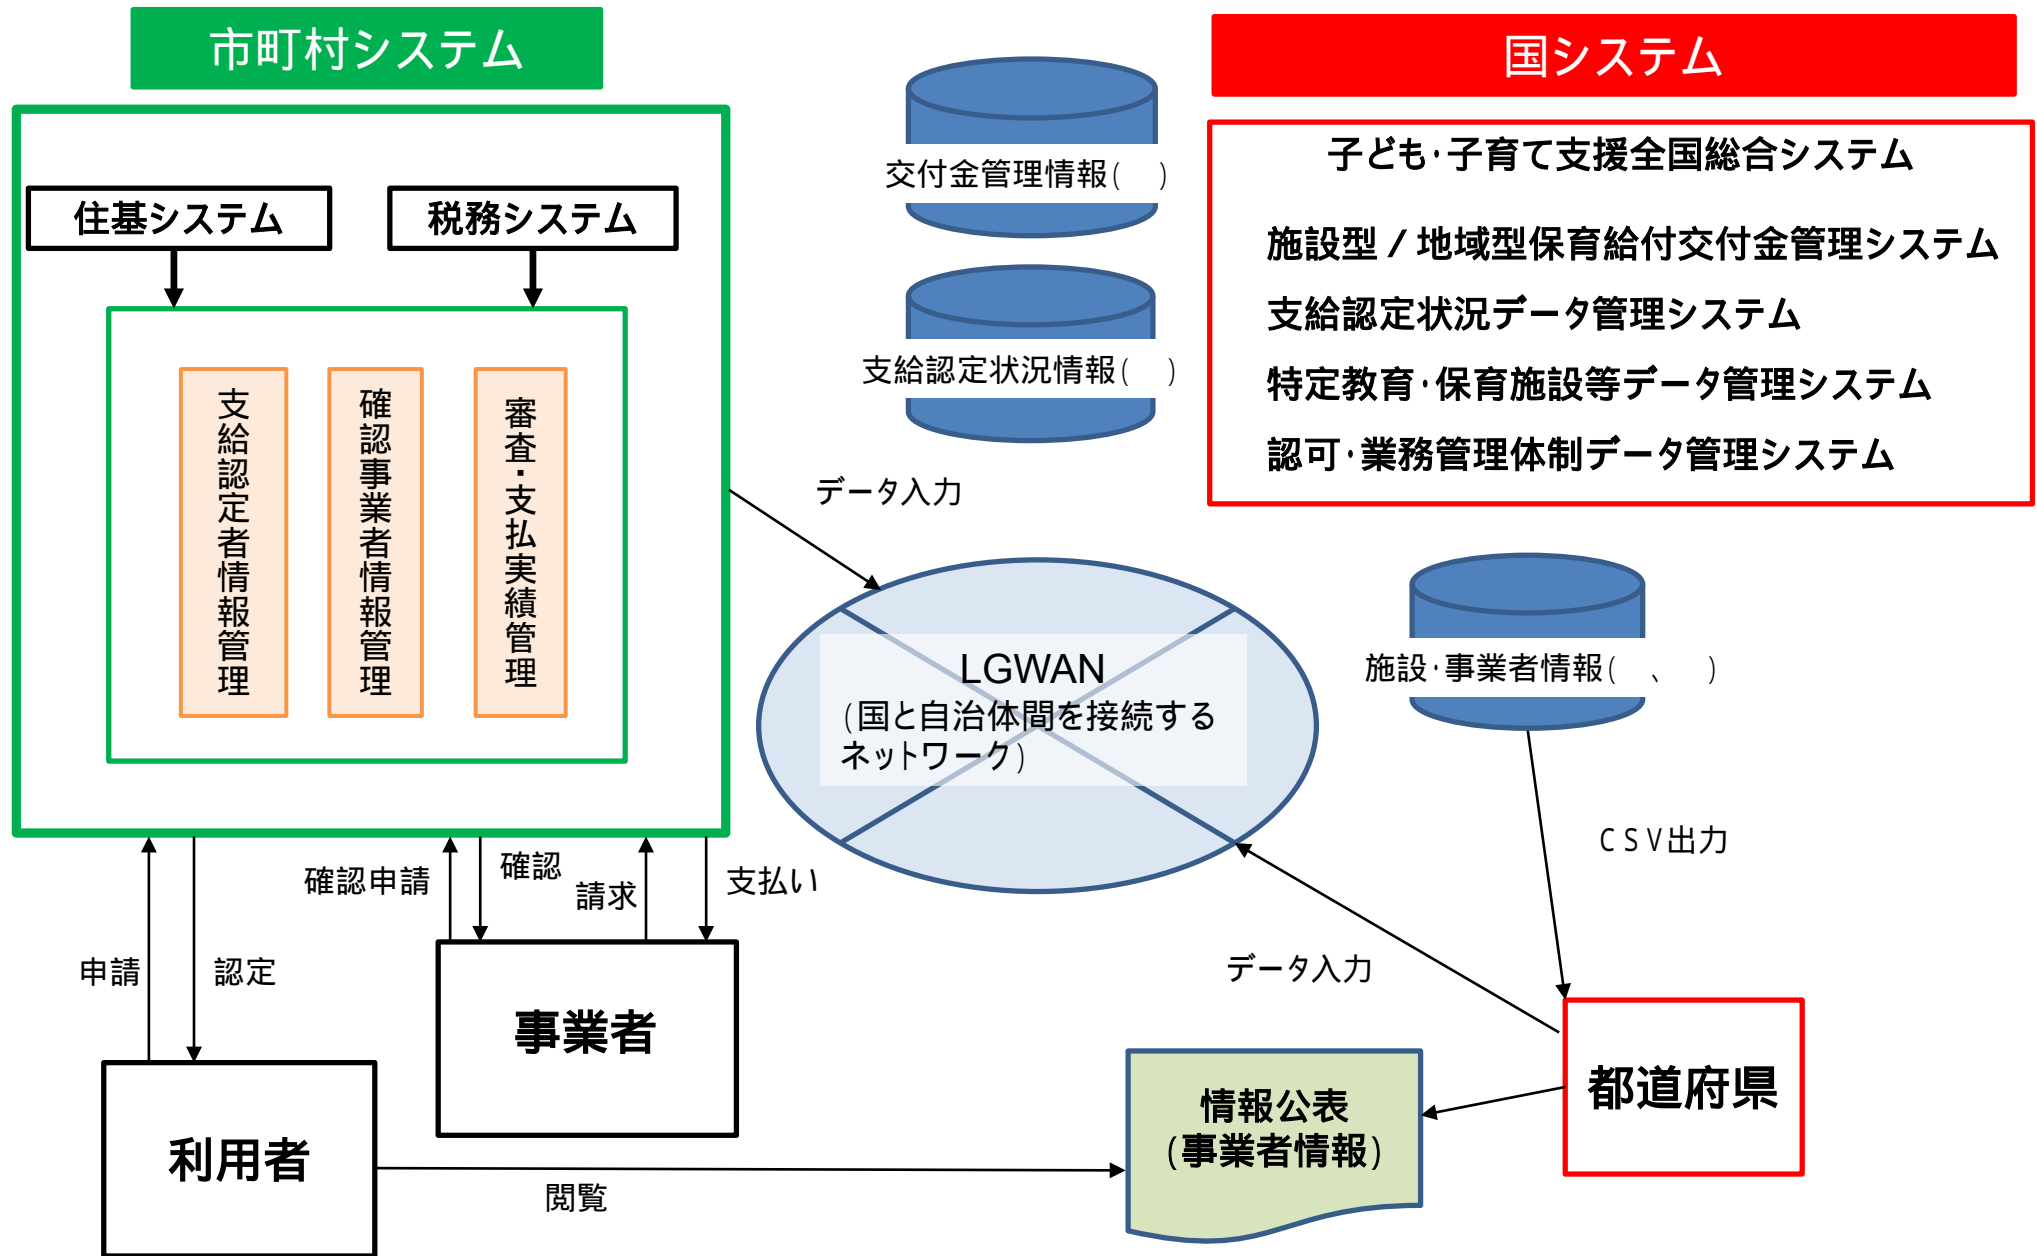 市町村システム
国システム
住基システム
税務システム
支給認定者情報管理
確認事業者情報管理
審査・支払実績管理
交付金管理情報(　)
支給認定状況情報(　)
子ども・子育て支援全国総合システム
施設型／地域型保育給付交付金管理システム
支給認定状況データ管理システム
特定教育・保育施設等データ管理システム
認可・業務管理体制データ管理システム
データ入力
LGWAN
(国と自治体間を接続する
ネットワーク)
施設・事業者情報(　、　)
CSV出力
確認申請
確認
請求
支払い
申請
認定
データ入力
事業者
利用者
閲覧
情報公表
(事業者情報)
都道府県